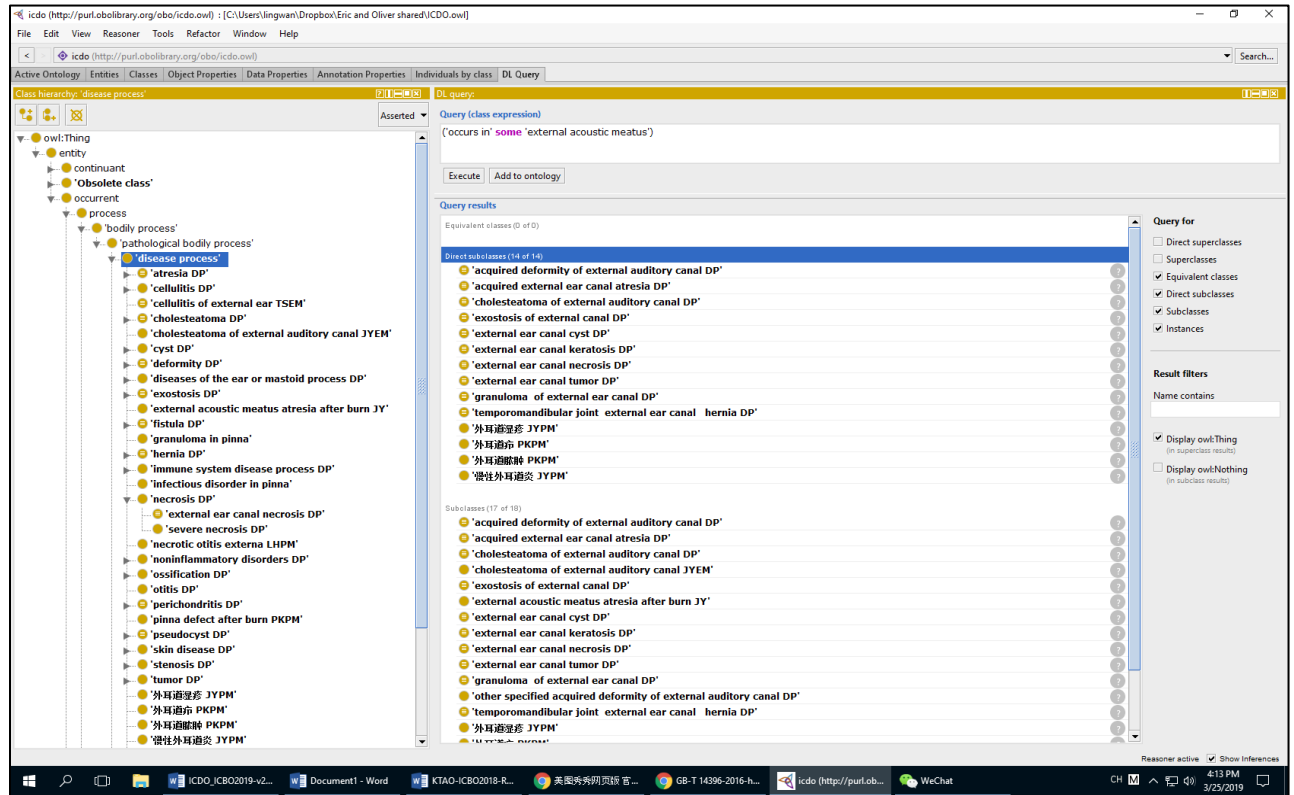 icdo (http://purl.obolibrary.org/obo/icdo.owl) : [C:\Users\lingwan\Dropbox\Eric and Oliver shared\ICDO.owl]
File Edit View Reasoner Tools Refactor Window Help
< > icdo (http://purl.obolibrary.org/obo/icdo.owl) Search...
Active Ontology Entities Classes Object Properties Data Properties Annotation Properties Individuals by class DL Query
Class hierarchy: 'disease process'
Asserted
owl:Thing
entity
continuant
'Obsolete class'
occurrent
process
'bodily process'
'pathological bodily process'
'disease process'
'atresia DP'
'cellulitis DP'
'cellulitis of external ear TSEM'
'cholesteatoma DP'
'cholesteatoma of external auditory canal JYEM'
'cyst DP'
'deformity DP'
'diseases of the ear or mastoid process DP'
'exostosis DP'
'external acoustic meatus atresia after burn JY'
'fistula DP'
'granuloma in pinna'
'hernia DP'
'immune system disease process DP'
'infectious disorder in pinna'
'necrosis DP'
'external ear canal necrosis DP'
'severe necrosis DP'
'necrotic otitis externa LHPM'
'noninflammatory disorders DP'
'ossification DP'
'otitis DP'
'perichondritis DP'
'pinna defect after burn PKPM'
'pseudocyst DP'
'skin disease DP'
'stenosis DP'
'tumor DP'
'外耳道湿疹 JYPM'
'外耳道疖 PKPM'
'外耳道脓肿 PKPM'
'慢性外耳道炎 JYPM'
DL query:
Query (class expression)
('occurs in' some 'external acoustic meatus')
Execute Add to ontology
Query results
Equivalent classes (0 of 0)
Direct subclasses (14 of 14)
'acquired deformity of external auditory canal DP'
'acquired external ear canal atresia DP'
'cholesteatoma of external auditory canal DP'
'exostosis of external canal DP'
'external ear canal cyst DP'
'external ear canal keratosis DP'
'external ear canal necrosis DP'
'external ear canal tumor DP'
'granuloma of external ear canal DP'
'temporomandibular joint external ear canal hernia DP'
'外耳道湿疹 JYPM'
'外耳道疖 PKPM'
'外耳道脓肿 PKPM'
'慢性外耳道炎 JYPM'
Subclasses (17 of 18)
'acquired deformity of external auditory canal DP'
'acquired external ear canal atresia DP'
'cholesteatoma of external auditory canal DP'
'cholesteatoma of external auditory canal JYEM'
'exostosis of external canal DP'
'external acoustic meatus atresia after burn JY'
'external ear canal cyst DP'
'external ear canal keratosis DP'
'external ear canal necrosis DP'
'external ear canal tumor DP'
'granuloma of external ear canal DP'
'other specified acquired deformity of external auditory canal DP'
'temporomandibular joint external ear canal hernia DP'
'外耳道湿疹 JYPM'
Query for
Direct superclasses
Superclasses
Equivalent classes
Direct subclasses
Subclasses
Instances
Result filters
Name contains
Display owl:Thing
(in superclass results)
Display owl:Nothing
(in subclass results)
Reasoner active Show Inferences
ICDO_ICBO2019-v2... Document1 - Word KTAO-ICBO2018-R... 美图秀秀网页版 官... GB-T 14396-2016-h... icdo (http://purl.ob... WeChat CH M 4:13 PM
3/25/2019